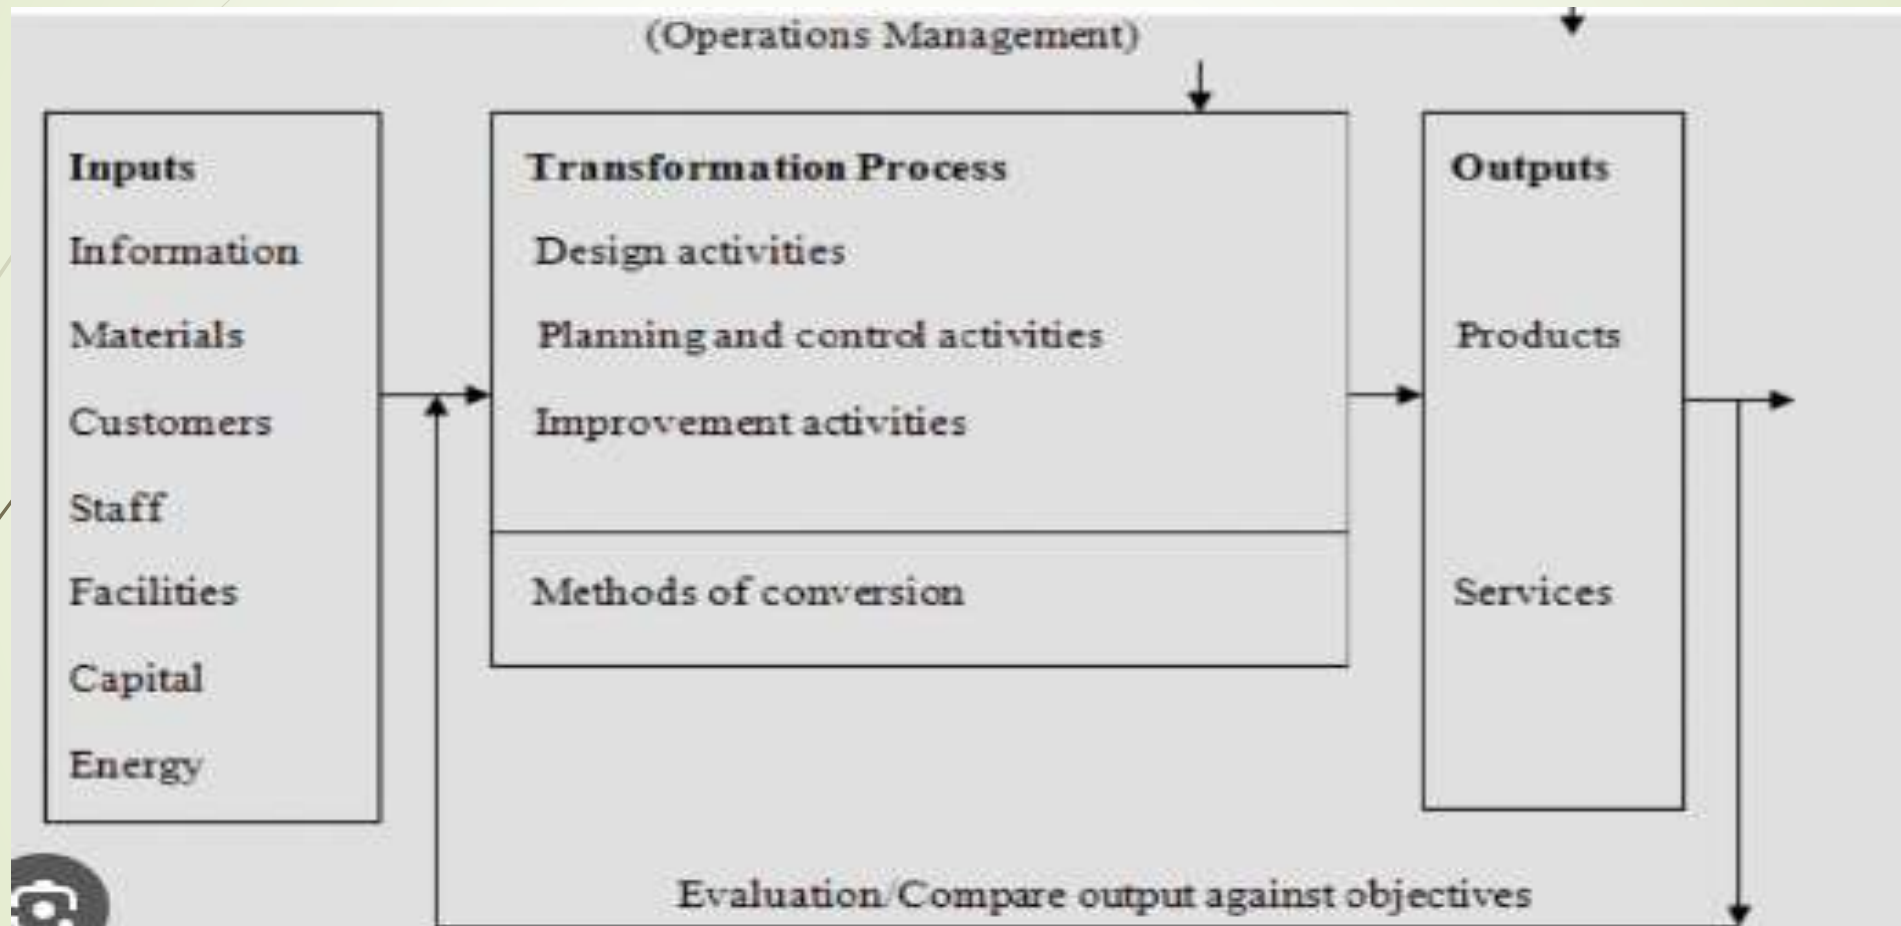 (Operations Management)
Inputs
Information
Materials
Customers
Staff
Facilities
Capital
Energy
Transformation Process
Design activities
Planning and control activities
Improvement activities
Methods of conversion
Outputs
Products
Services
Evaluation/Compare output against objectives